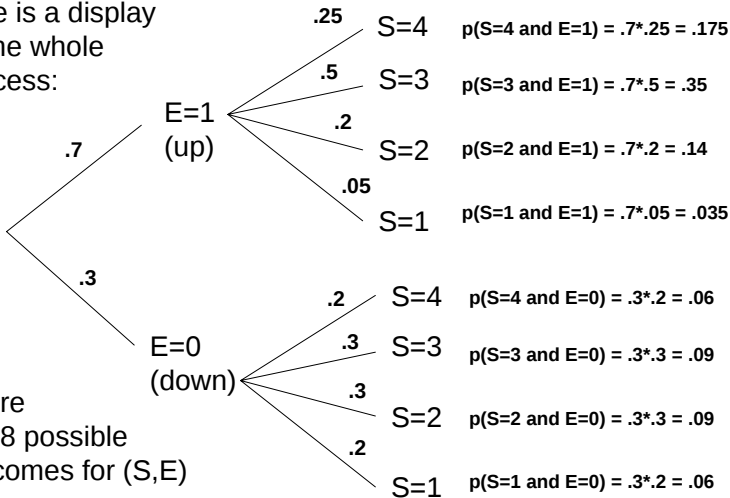 e is a display
ne whole
cess:
.7
.3
E=1
(up)
.25
S=4 p(S=4 and E=1) = .7*.25 = .175
.5
S=3 p(S=3 and E=1) = .7*.5 = .35
.2
S=2 p(S=2 and E=1) = .7*.2 = .14
.05
S=1 p(S=1 and E=1) = .7*.05 = .035
E=0
(down)
.2
S=4 p(S=4 and E=0) = .3*.2 = .06
.3
S=3 p(S=3 and E=0) = .3*.3 = .09
.3
S=2 p(S=2 and E=0) = .3*.3 = .09
.2
S=1 p(S=1 and E=0) = .3*.2 = .06
re
8 possible
comes for (S,E)